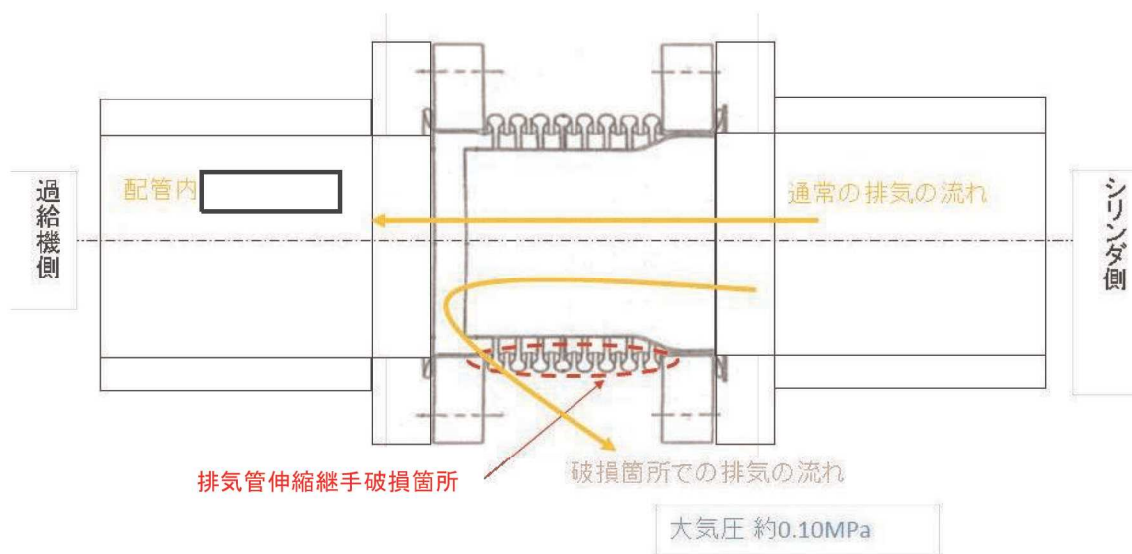 過給機側
配管内
通常の排気の流れ
シリンダ側
排気管伸縮継手破損箇所
破損箇所での排気の流れ
大気圧 約0.10MPa